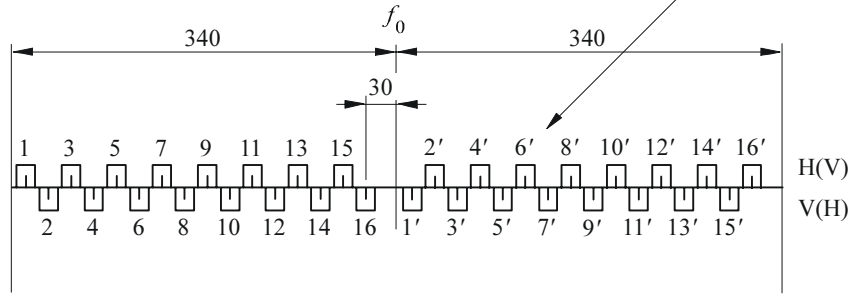 f0
340 340
30
1 3 5 7 9 11 13 15 2′ 4′ 6′ 8′ 10′ 12′ 14′ 16′ H(V)
2 4 6 8 10 12 14 16 1′ 3′ 5′ 7′ 9′ 11′ 13′ 15′ V(H)